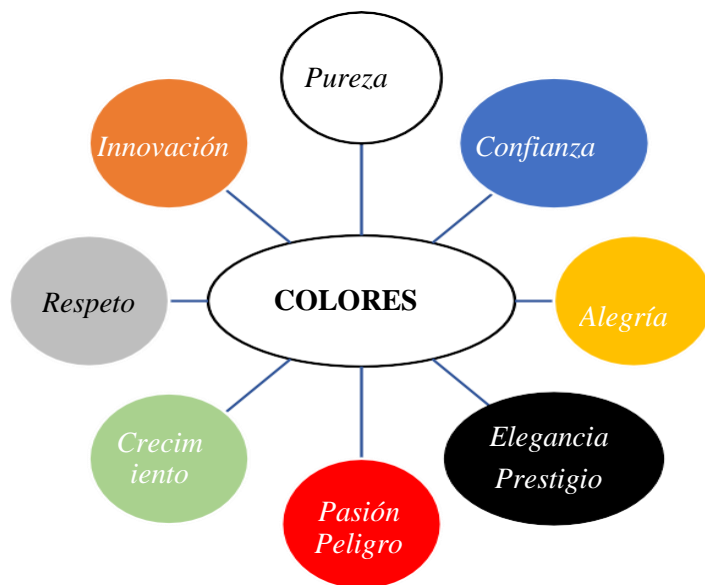 Pureza
Innovación
Confianza
Respeto
COLORES
Alegría
Crecim
iento
Elegancia
Prestigio
Pasión
Peligro